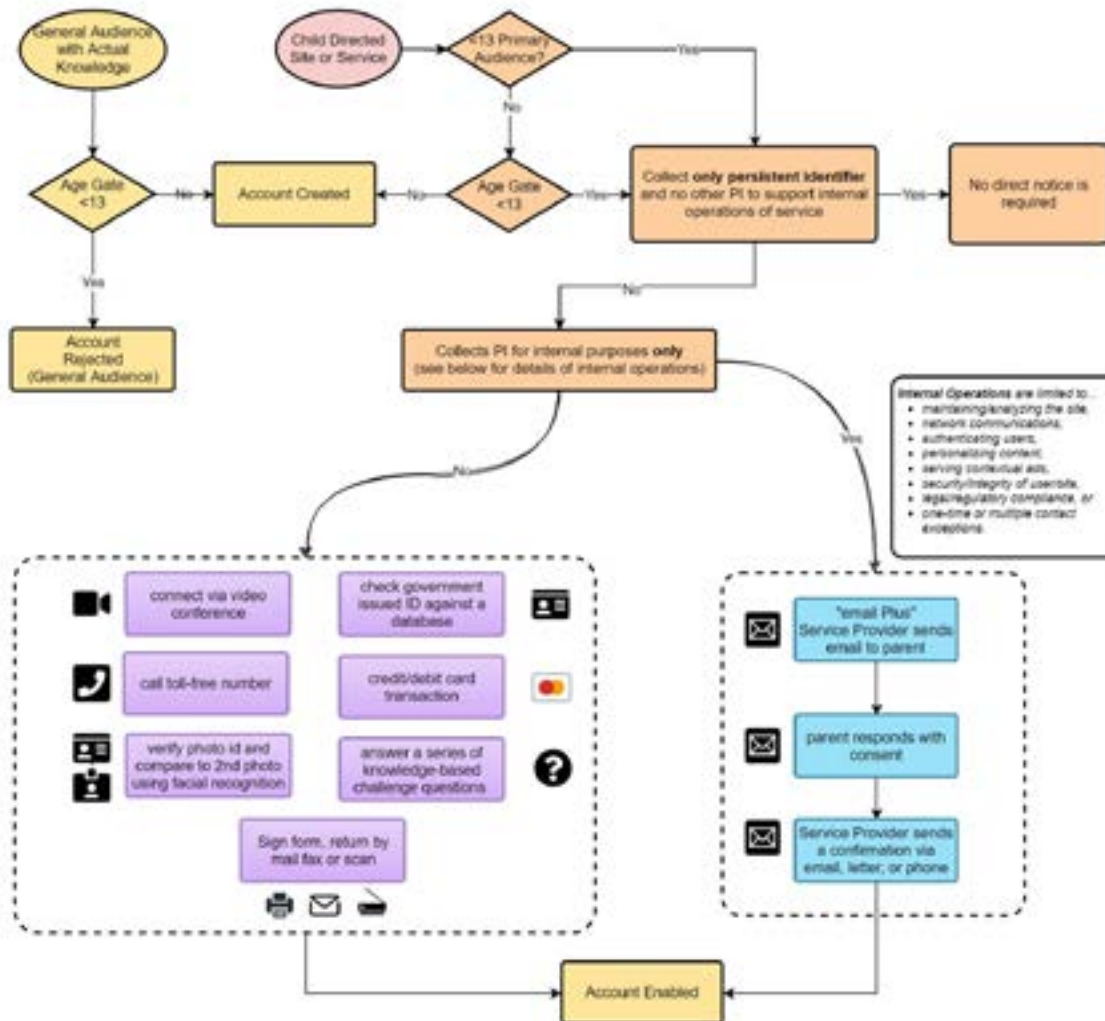 General Audience
with Actual
Knowledge
Child Directed
Site or Service
<13 Primary
Audience?
Yes
No
Age Gate
<13
No
Account Created
No
Age Gate
<13
Yes
Collect only persistent identifier
and no other PI to support internal
operations of service
Yes
No direct notice is
required
Yes
No
Account
Rejected
(General Audience)
Collects PI for internal purposes only
(see below for details of internal operations)
Internal Operations are limited to...
• maintaining/analyzing the site,
• network communications,
• authenticating users,
• personalizing content,
• serving contextual ads,
• security/integrity of user/site,
• legal/regulatory compliance, or
• one-time or multiple contact
exceptions.
No
Yes
connect via video
conference
check government
issued ID against a
database
"email Plus"
Service Provider sends
email to parent
call toll-free number
credit/debit card
transaction
parent responds with
consent
verify photo id and
compare to 2nd photo
using facial recognition
answer a series of
knowledge-based
challenge questions
Service Provider sends
a confirmation via
email, letter, or phone
Sign form, return by
mail fax or scan
Account Enabled